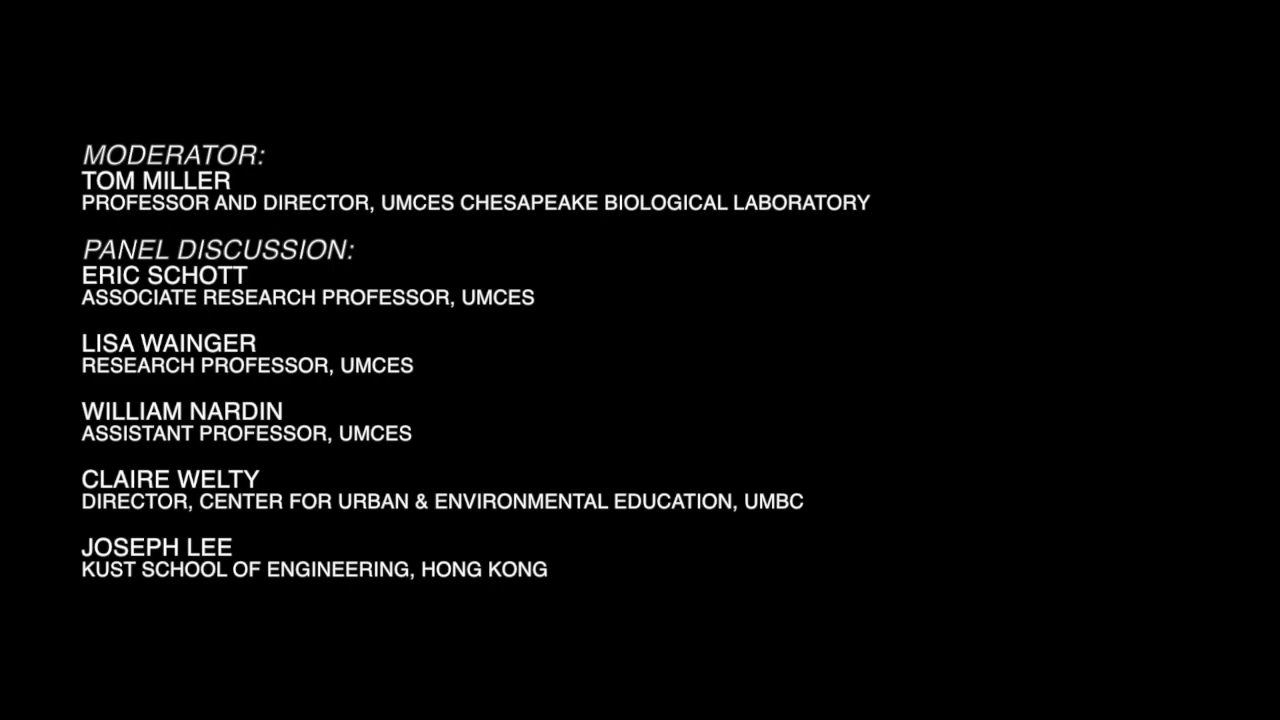 MODERATOR:
TOM MILLER
PROFESSOR AND DIRECTOR, UMCES CHESAPEAKE BIOLOGICAL LABORATORY
PANEL DISCUSSION:
ERIC SCHOTT
ASSOCIATE RESEARCH PROFESSOR, UMCES
LISA WAINGER
RESEARCH PROFESSOR, UMCES
WILLIAM NARDIN
ASSISTANT PROFESSOR, UMCES
CLAIRE WELTY
DIRECTOR, CENTER FOR URBAN & ENVIRONMENTAL EDUCATION, UMBC
JOSEPH LEE
KUST SCHOOL OF ENGINEERING, HONG KONG